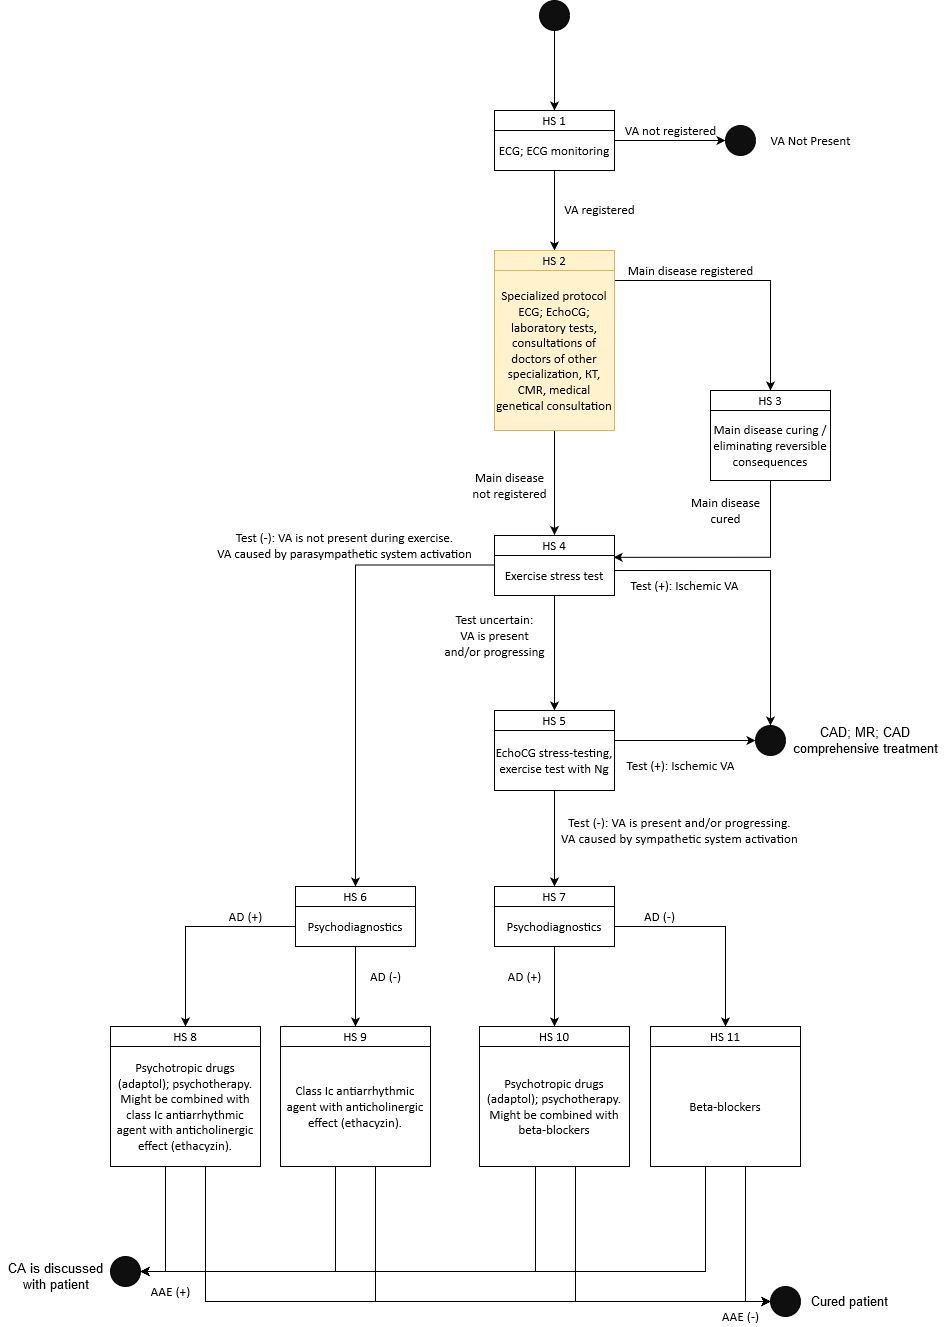 HS 1
ECG; ECG monitoring
VA not registered
VA Not Present
VA registered
HS 2
Specialized protocol
ECG; EchoCG;
laboratory tests,
consultations of
doctors of other
specialization, KT,
CMR, medical
genetical consultation
Main disease registered
HS 3
Main disease curing /
eliminating reversible
consequences
Main disease
not registered
Main disease
cured
Test (-): VA is not present during exercise.
VA caused by parasympathetic system activation
HS 4
Exercise stress test
Test (+): Ischemic VA
Test uncertain:
VA is present
and/or progressing
HS 5
EchoCG stress-testing,
exercise test with Ng
Test (+): Ischemic VA
CAD; MR; CAD
comprehensive treatment
Test (-): VA is present and/or progressing.
VA caused by sympathetic system activation
HS 6
Psychodiagnostics
AD (+)
AD (-)
HS 7
Psychodiagnostics
AD (-)
AD (+)
HS 8
Psychotropic drugs
(adaptol); psychotherapy.
Might be combined with
class Ic antiarrhythmic
agent with anticholinergic
effect (ethacyzin).
HS 9
Class Ic antiarrhythmic
agent with anticholinergic
effect (ethacyzin).
HS 10
Psychotropic drugs
(adaptol); psychotherapy.
Might be combined with
beta-blockers
HS 11
Beta-blockers
CA is discussed
with patient
AAE (+)
Cured patient
AAE (-)